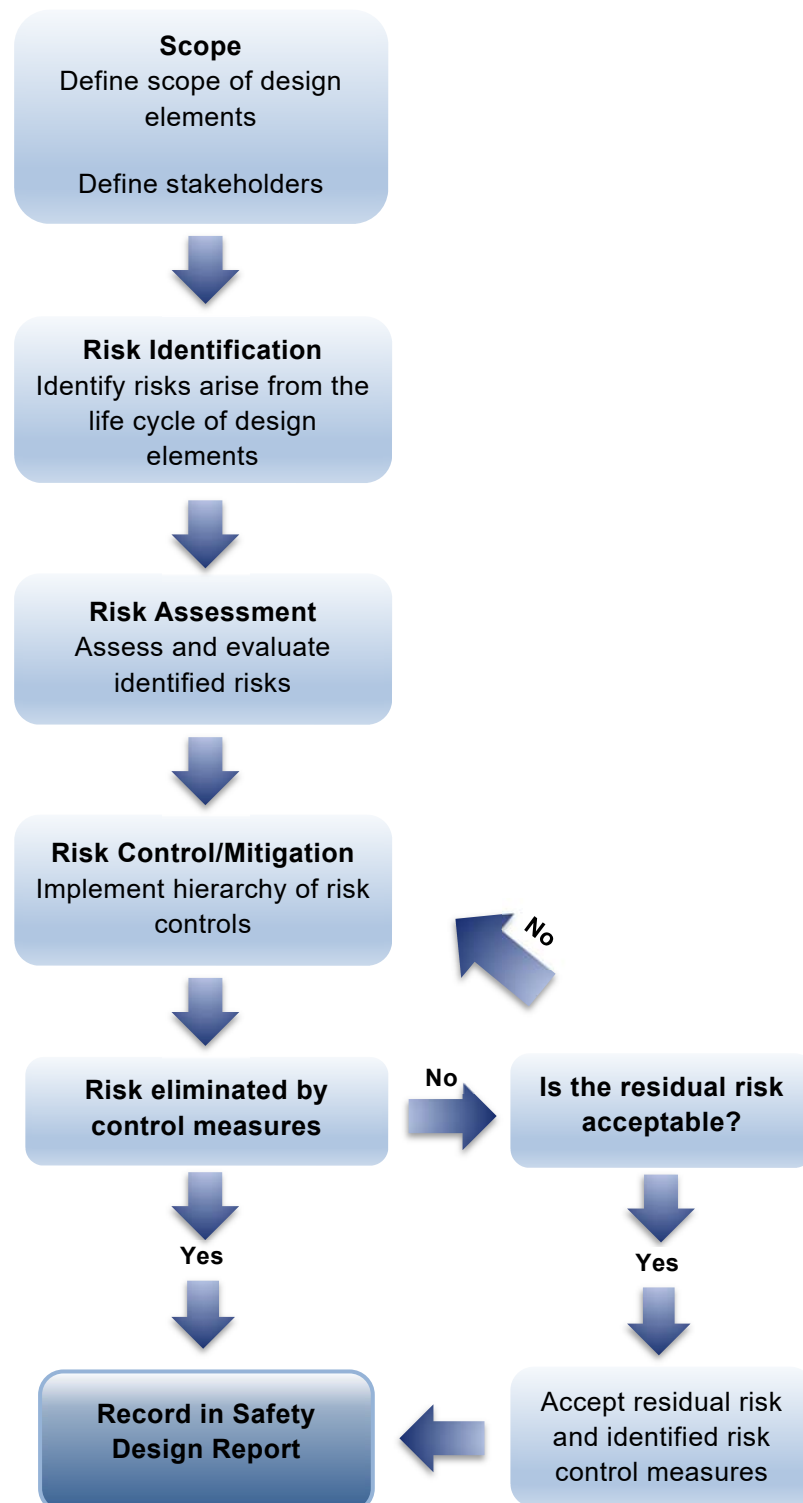 Scope
Define scope of design
elements
Define stakeholders
Risk Identification
Identify risks arise from the
life cycle of design
elements
Risk Assessment
Assess and evaluate
identified risks
Risk Control/Mitigation
Implement hierarchy of risk
controls
No
Risk eliminated by
control measures
No
Is the residual risk
acceptable?
Yes
Yes
Record in Safety
Design Report
Accept residual risk
and identified risk
control measures